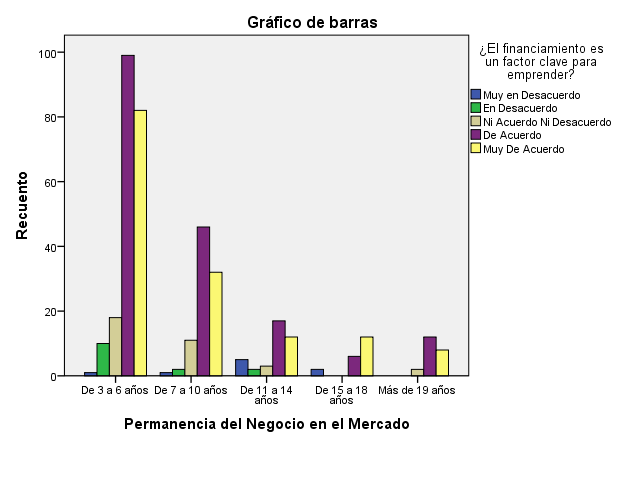 Gráfico de barras
¿El financiamiento es
un factor clave para
emprender?
Muy en Desacuerdo
En Desacuerdo
Ni Acuerdo Ni Desacuerdo
De Acuerdo
Muy De Acuerdo
Recuento
100
80
60
40
20
0
De 3 a 6 años
De 7 a 10 años
De 11 a 14
años
De 15 a 18
años
Más de 19 años
Permanencia del Negocio en el Mercado